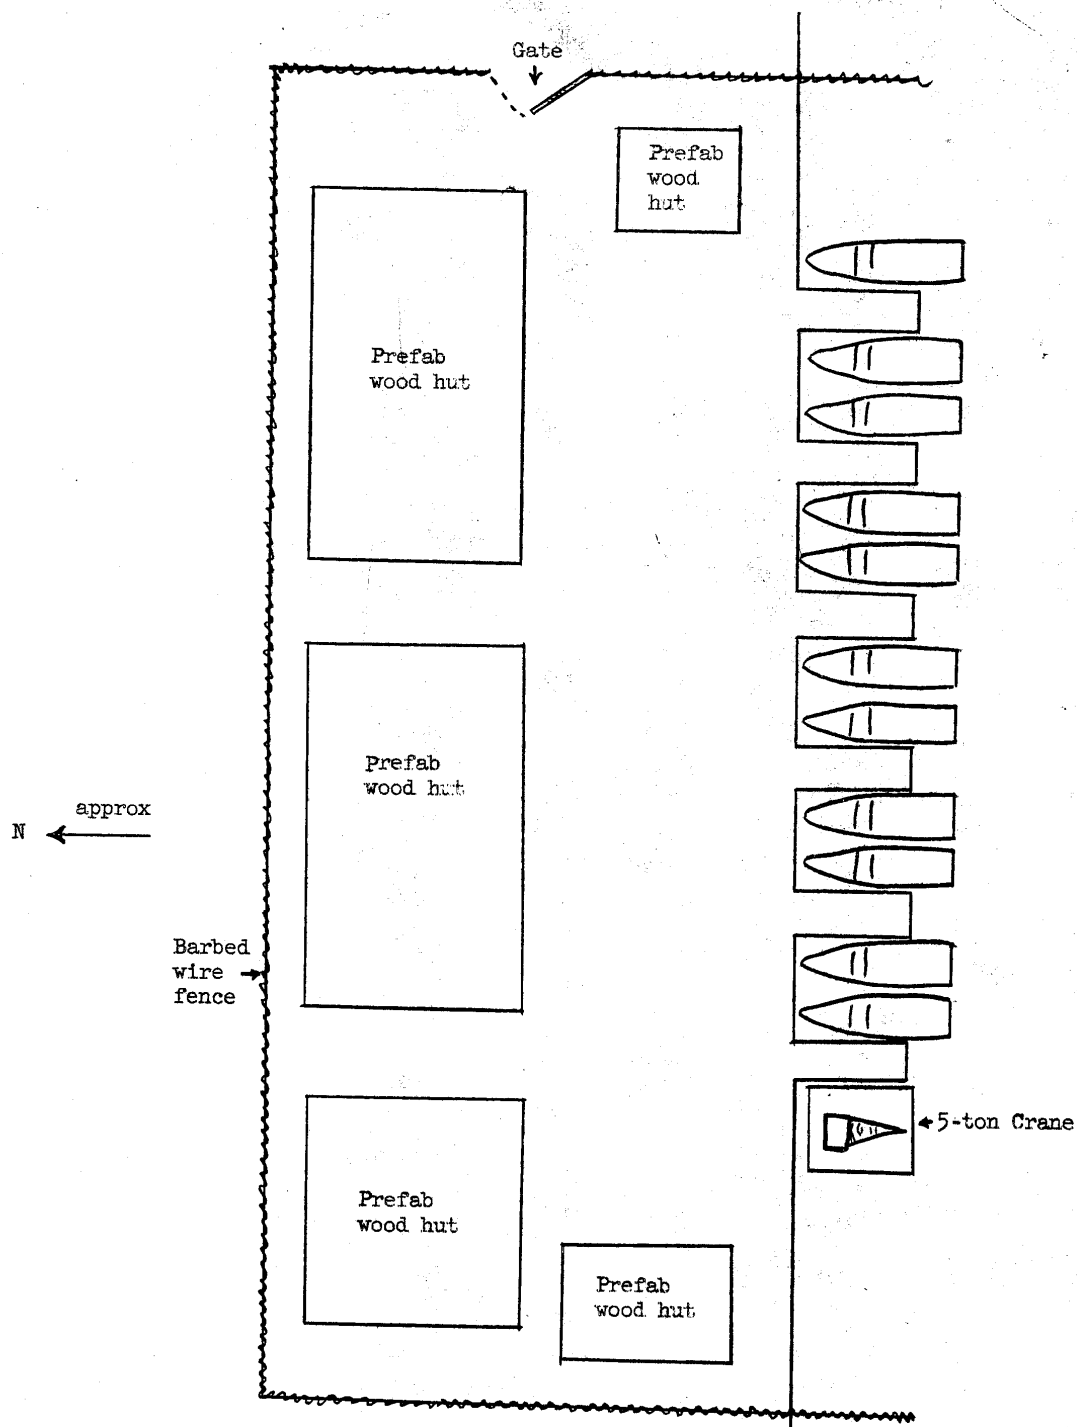 Gate
Prefab
wood
hut
Prefab
wood hut
Prefab
wood hut
approx
N
Barbed
wire
fence
5-ton Crane
Prefab
wood hut
Prefab
wood hut